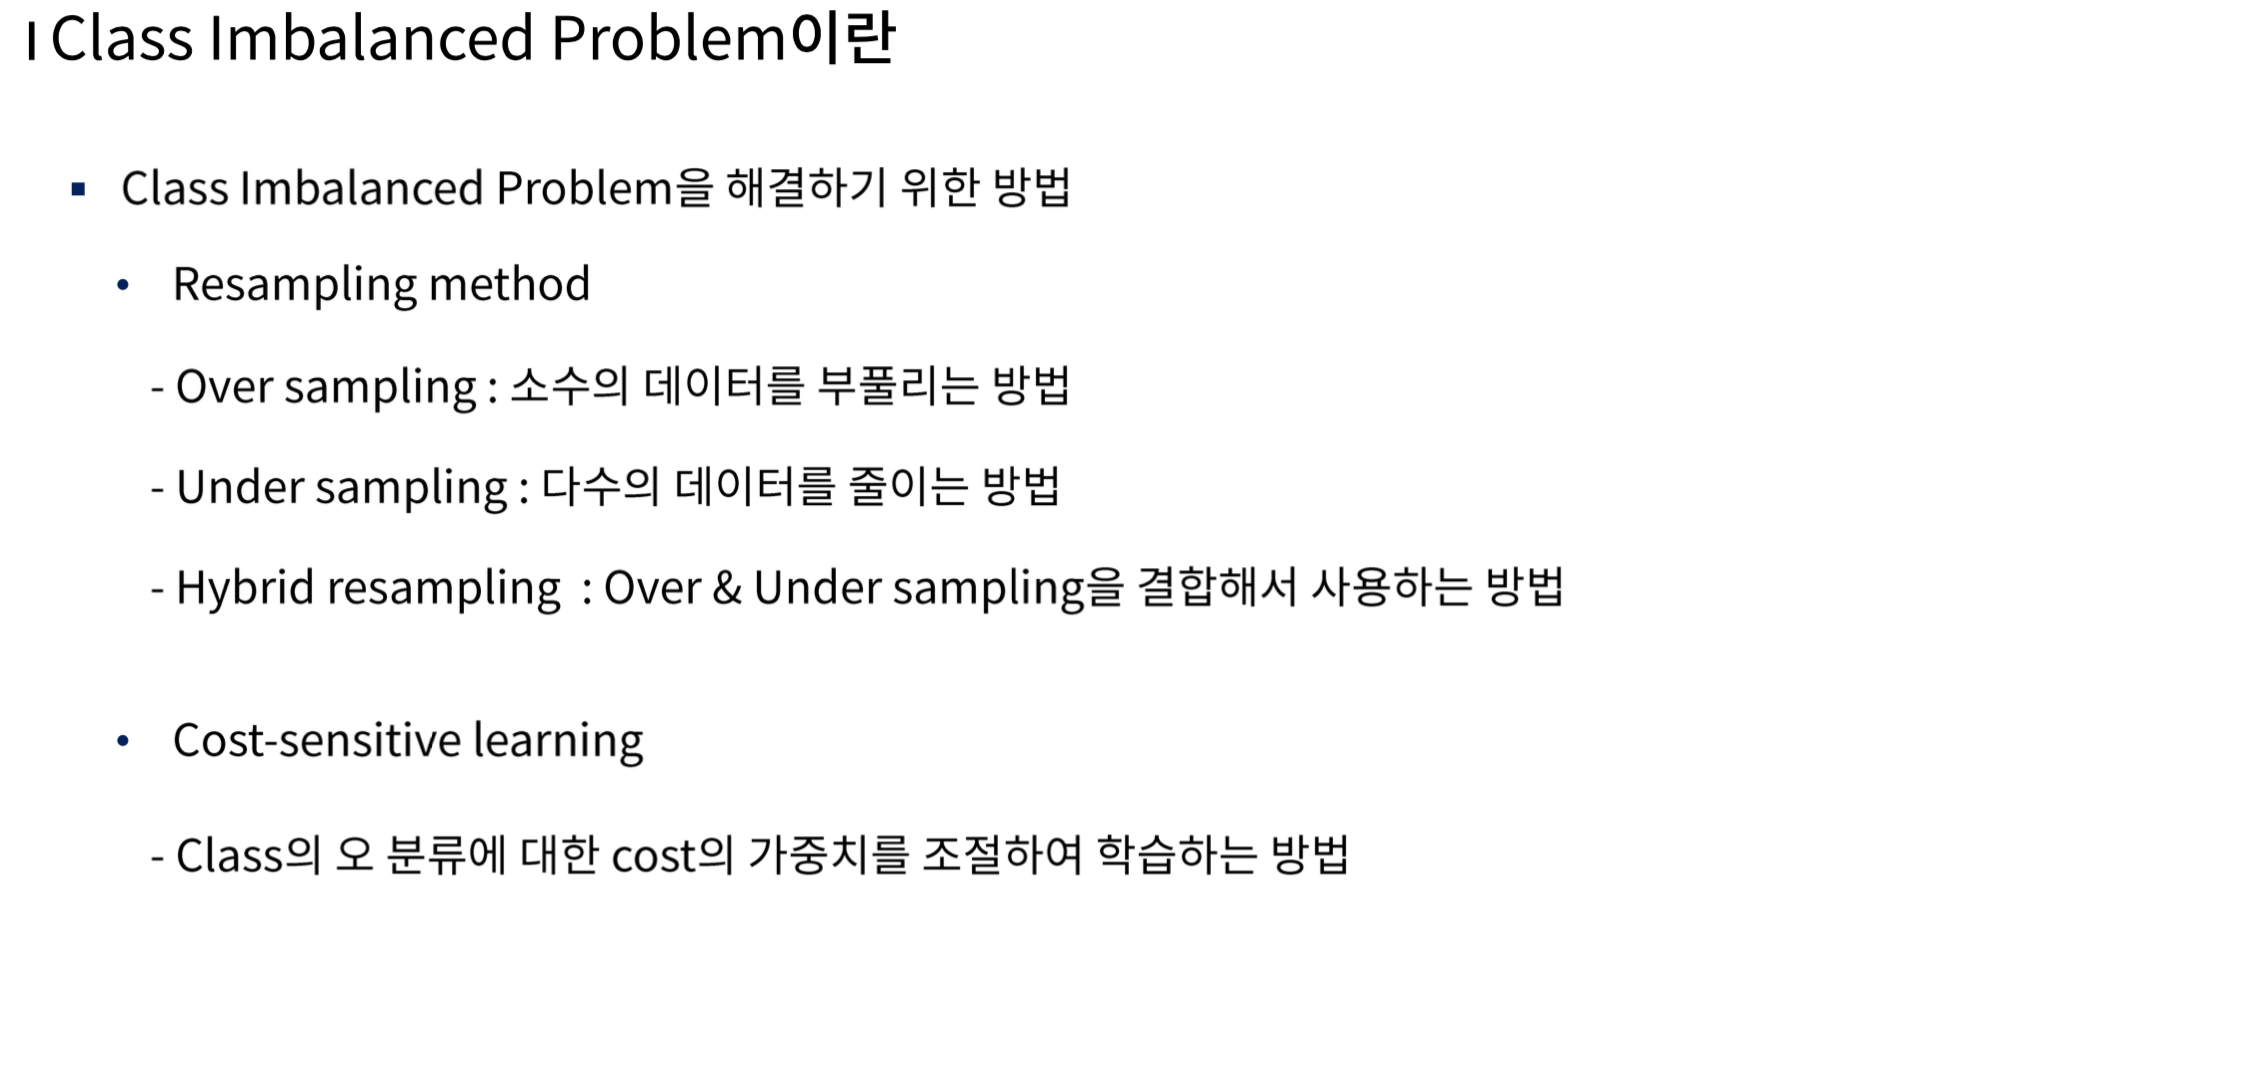 | Class Imbalanced Problem이란
▪ Class Imbalanced Problem을 해결하기 위한 방법
• Resampling method
- Over sampling : 소수의 데이터를 부풀리는 방법
- Under sampling : 다수의 데이터를 줄이는 방법
- Hybrid resampling : Over & Under sampling을 결합해서 사용하는 방법
• Cost-sensitive learning
- Class의 오 분류에 대한 cost의 가중치를 조절하여 학습하는 방법